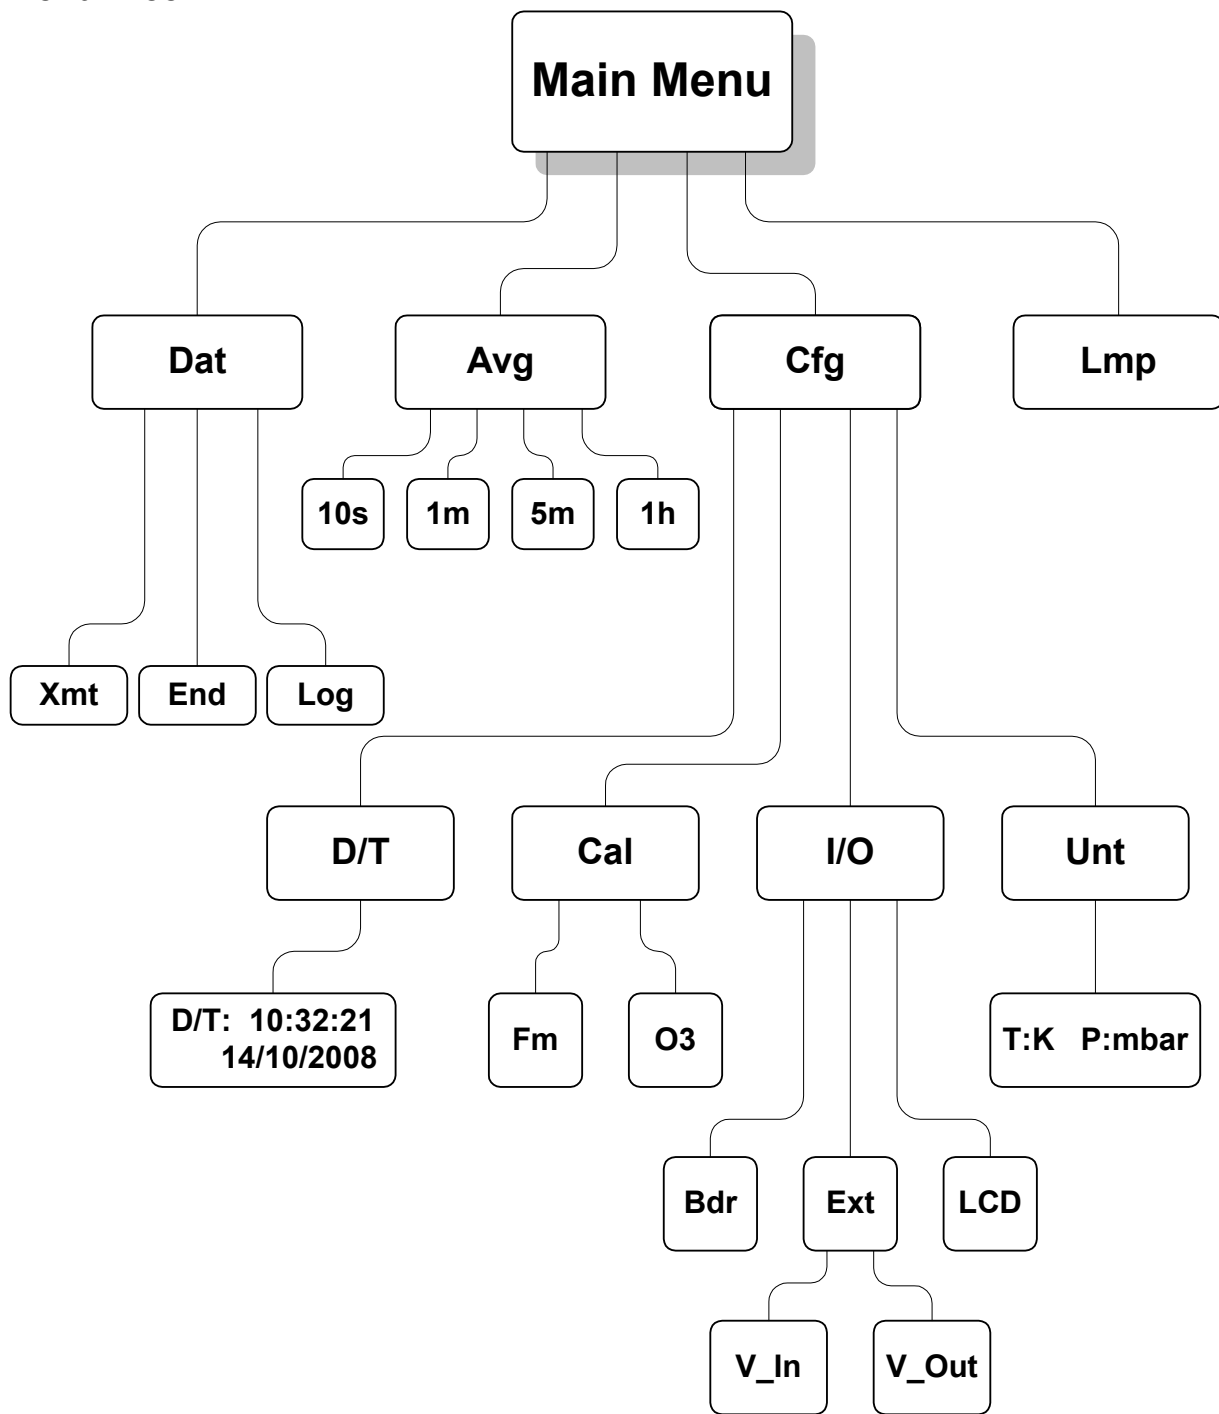 Main Menu
Dat
Avg
Cfg
Lmp
10s
1m
5m
1h
Xmt
End
Log
D/T
Cal
I/O
Unt
D/T: 10:32:21
14/10/2008
Fm
O3
T:K P:mbar
Bdr
Ext
LCD
V_In
V_Out